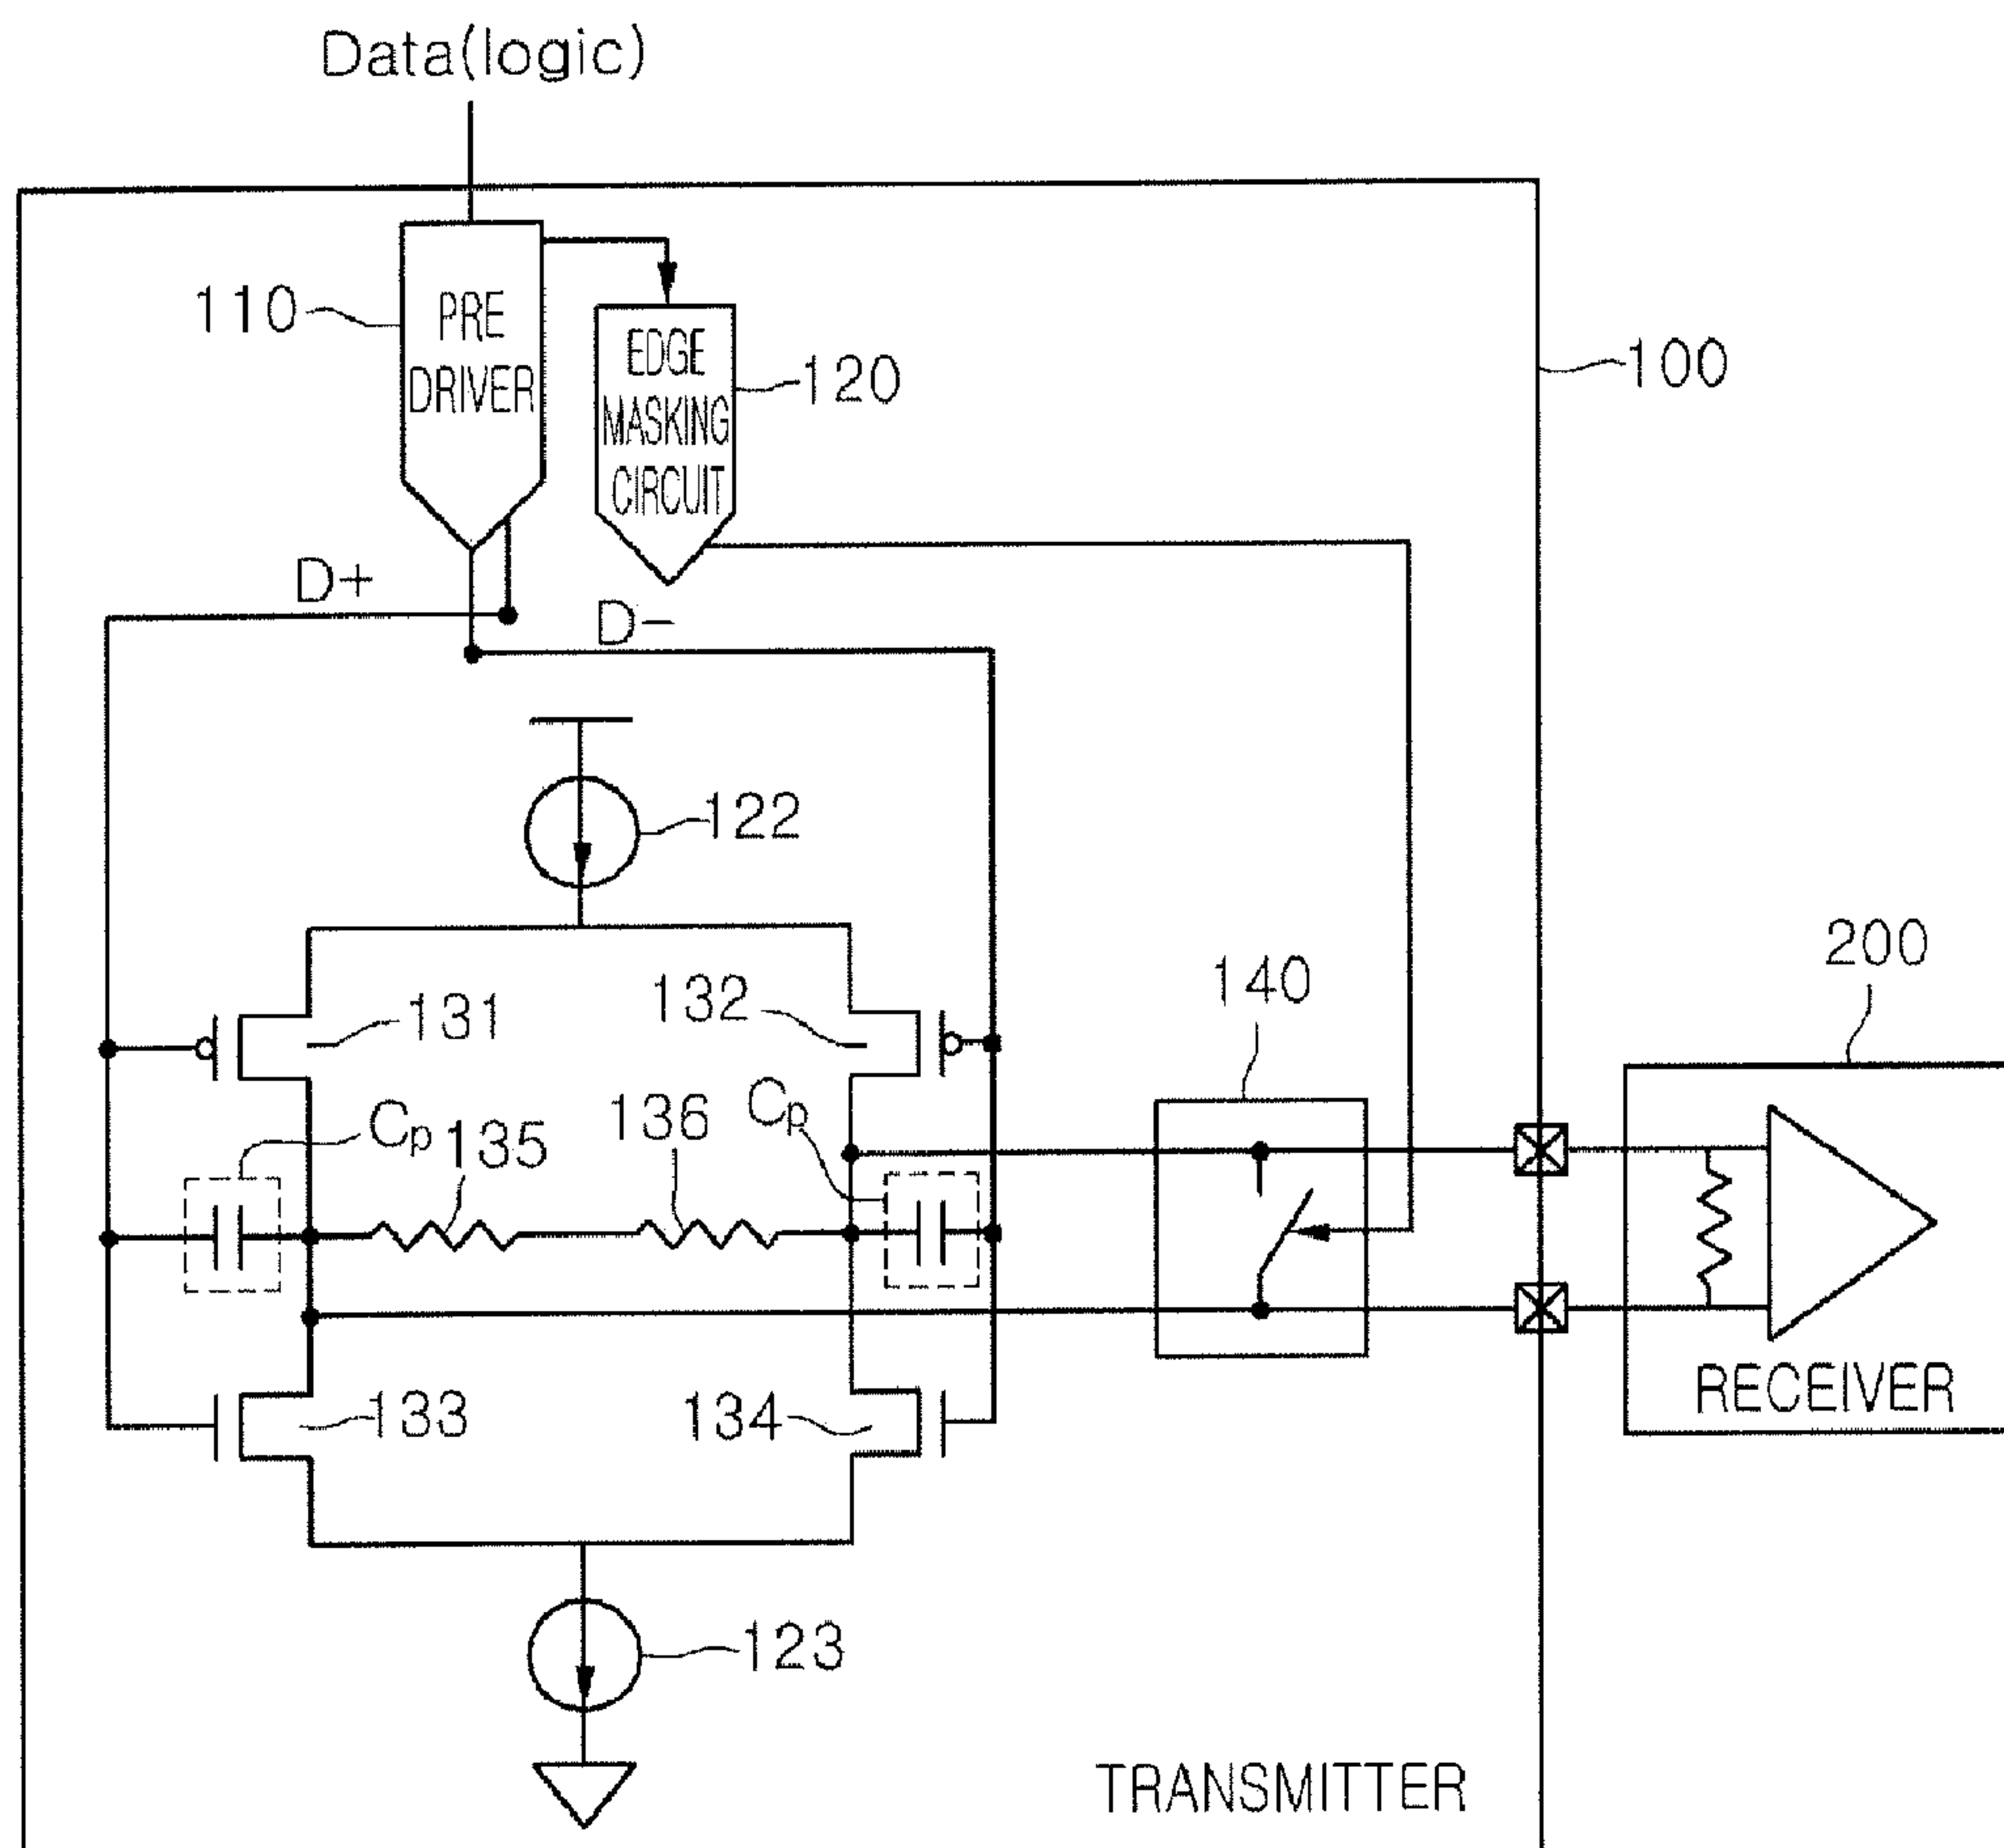 Data(logic)
110
PRE
DRIVER
EDGE
MASKING
CIRCUIT
120
100
D+
D−
122
131
132
140
200
Cp
135
136
Cp
133
134
RECEIVER
123
TRANSMITTER